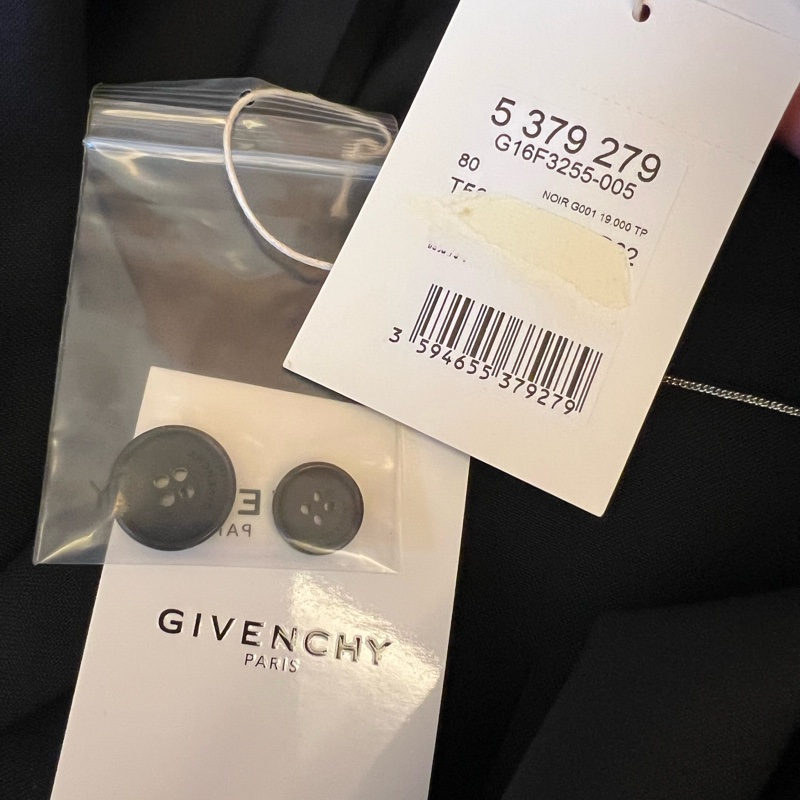 5 379 279
G16F3255-005
80
NOIR G001 19.000 TP
3 594655 379279
GIVENCHY
PARIS